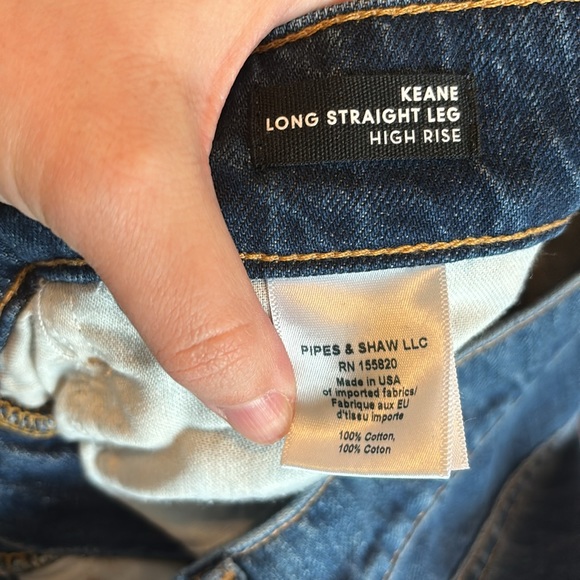 KEANE
LONG STRAIGHT LEG
HIGH RISE
PIPES & SHAW LLC
RN 155820
Made in USA
of imported fabrics/
Fabrique aux EU
d'tissu importe
100% Cotton,
100% Coton